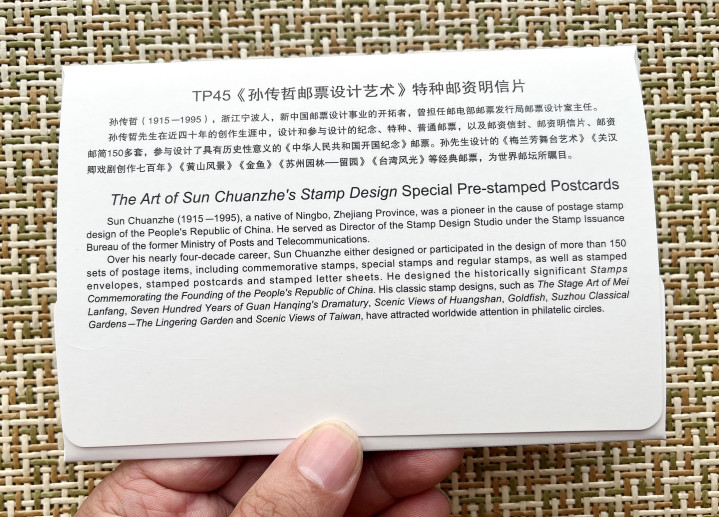 TP45《孙传哲邮票设计艺术》特种邮资明信片
孙传哲（1915—1995），浙江宁波人，新中国邮票设计事业的开拓者，曾担任邮电部邮票发行局邮票设计室主任。
孙传哲先生在近四十年的创作生涯中，设计和参与设计的纪念、特种、普通邮票，以及邮资信封、邮资明信片、邮资
邮简150多套，参与设计了具有历史性意义的《中华人民共和国开国纪念》邮票。孙先生设计的《梅兰芳舞台艺术》《关汉
卿戏剧创作七百年》《黄山风景》《金鱼》《苏州园林—留园》《台湾风光》等经典邮票，为世界邮坛所瞩目。
The Art of Sun Chuanzhe's Stamp Design Special Pre-stamped Postcards
Sun Chuanzhe (1915—1995), a native of Ningbo, Zhejiang Province, was a pioneer in the cause of postage stamp
design of the People's Republic of China. He served as Director of the Stamp Design Studio under the Stamp Issuance
Bureau of the former Ministry of Posts and Telecommunications.
Over his nearly four-decade career, Sun Chuanzhe either designed or participated in the design of more than 150
sets of postage items, including commemorative stamps, special stamps and regular stamps, as well as stamped
envelopes, stamped postcards and stamped letter sheets. He designed the historically significant Stamps
Commemorating the Founding of the People's Republic of China. His classic stamp designs, such as The Stage Art of Mei
Lanfang, Seven Hundred Years of Guan Hanqing's Dramatury, Scenic Views of Huangshan, Goldfish, Suzhou Classical
Gardens—The Lingering Garden and Scenic Views of Taiwan, have attracted worldwide attention in philatelic circles.